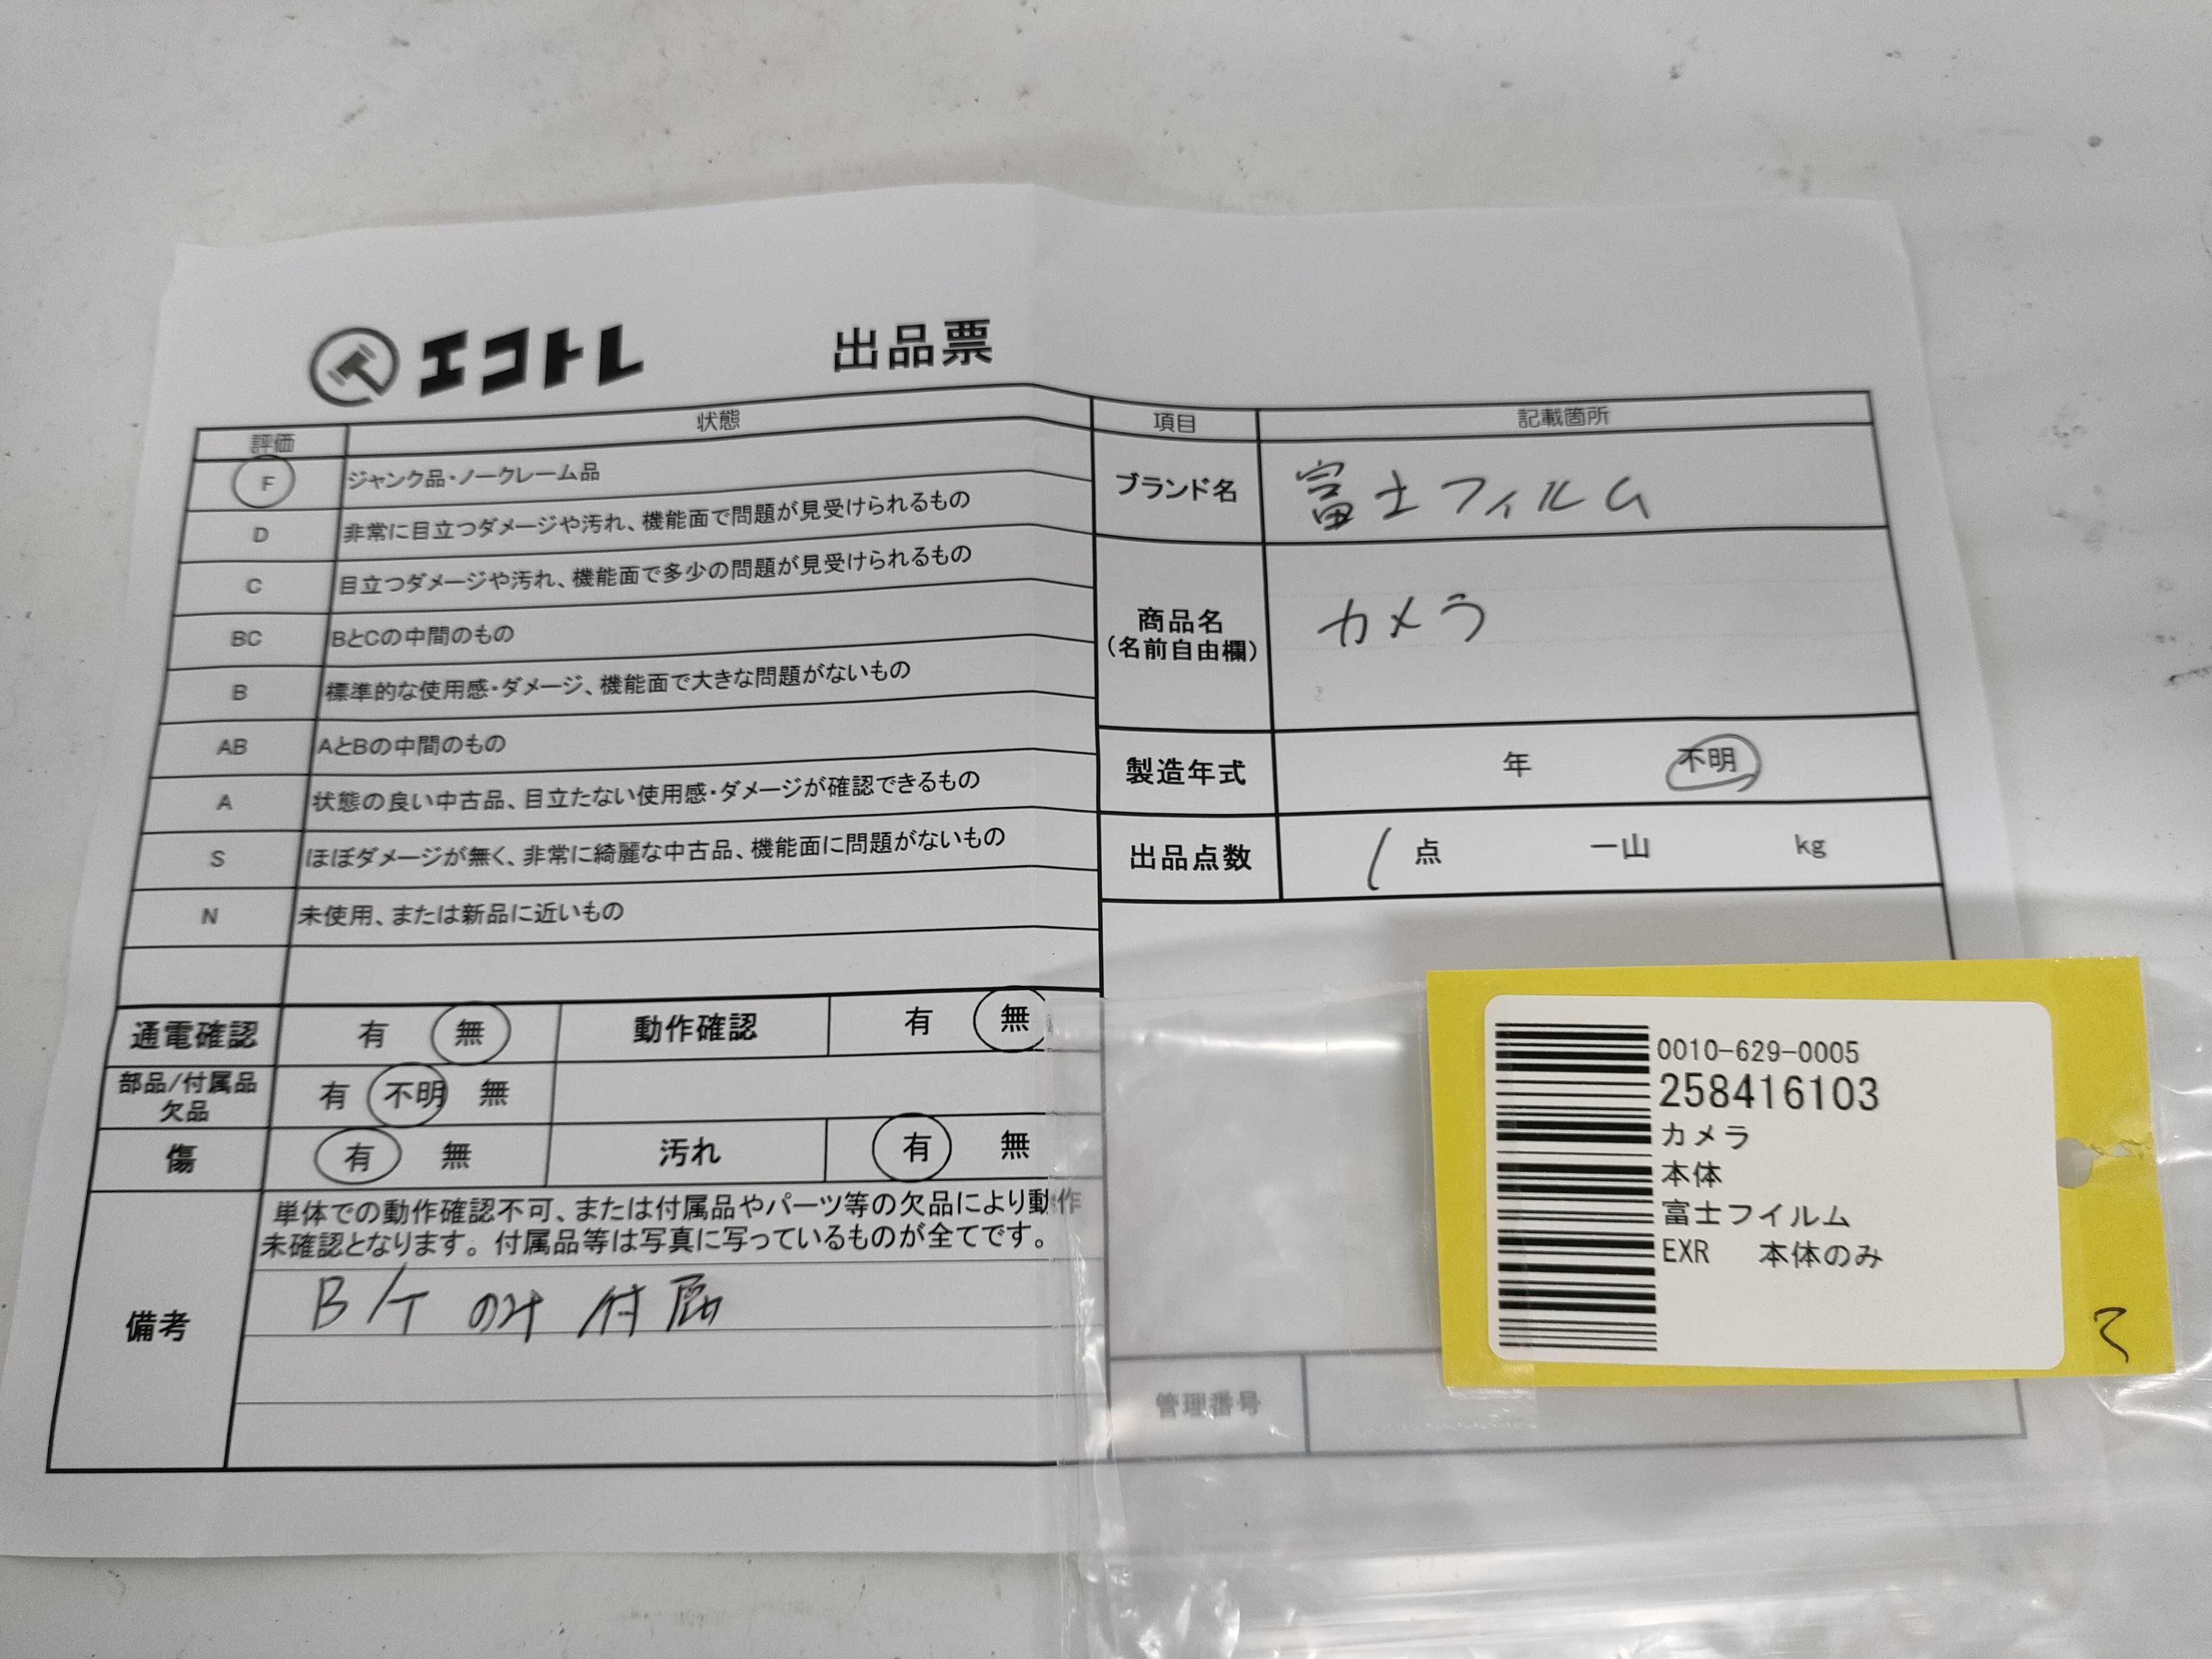 エコトレ 出品票
評価 状態
F ジャンク品・ノークレーム品
D 非常に目立つダメージや汚れ、機能面で問題が見受けられるもの
C 目立つダメージや汚れ、機能面で多少の問題が見受けられるもの
BC BとCの中間のもの
B 標準的な使用感・ダメージ、機能面で大きな問題がないもの
AB AとBの中間のもの
A 状態の良い中古品、目立たない使用感・ダメージが確認できるもの
S ほぼダメージが無く、非常に綺麗な中古品、機能面に問題がないもの
N 未使用、または新品に近いもの
通電確認 有 無 動作確認 有 無
部品/付属品
欠品 有 不明 無
傷 有 無 汚れ 有 無
備考
単体での動作確認不可、または付属品やパーツ等の欠品により動作
未確認となります。付属品等は写真に写っているものが全てです。
B/T のみ 付属
項目 記載箇所
ブランド名 富士フィルム
商品名
(名前自由欄) カメラ
製造年式 年 不明
出品点数 1 点 一山 kg
管理番号
0010-629-0005
258416103
カメラ
本体
富士フイルム
EXR 本体のみ